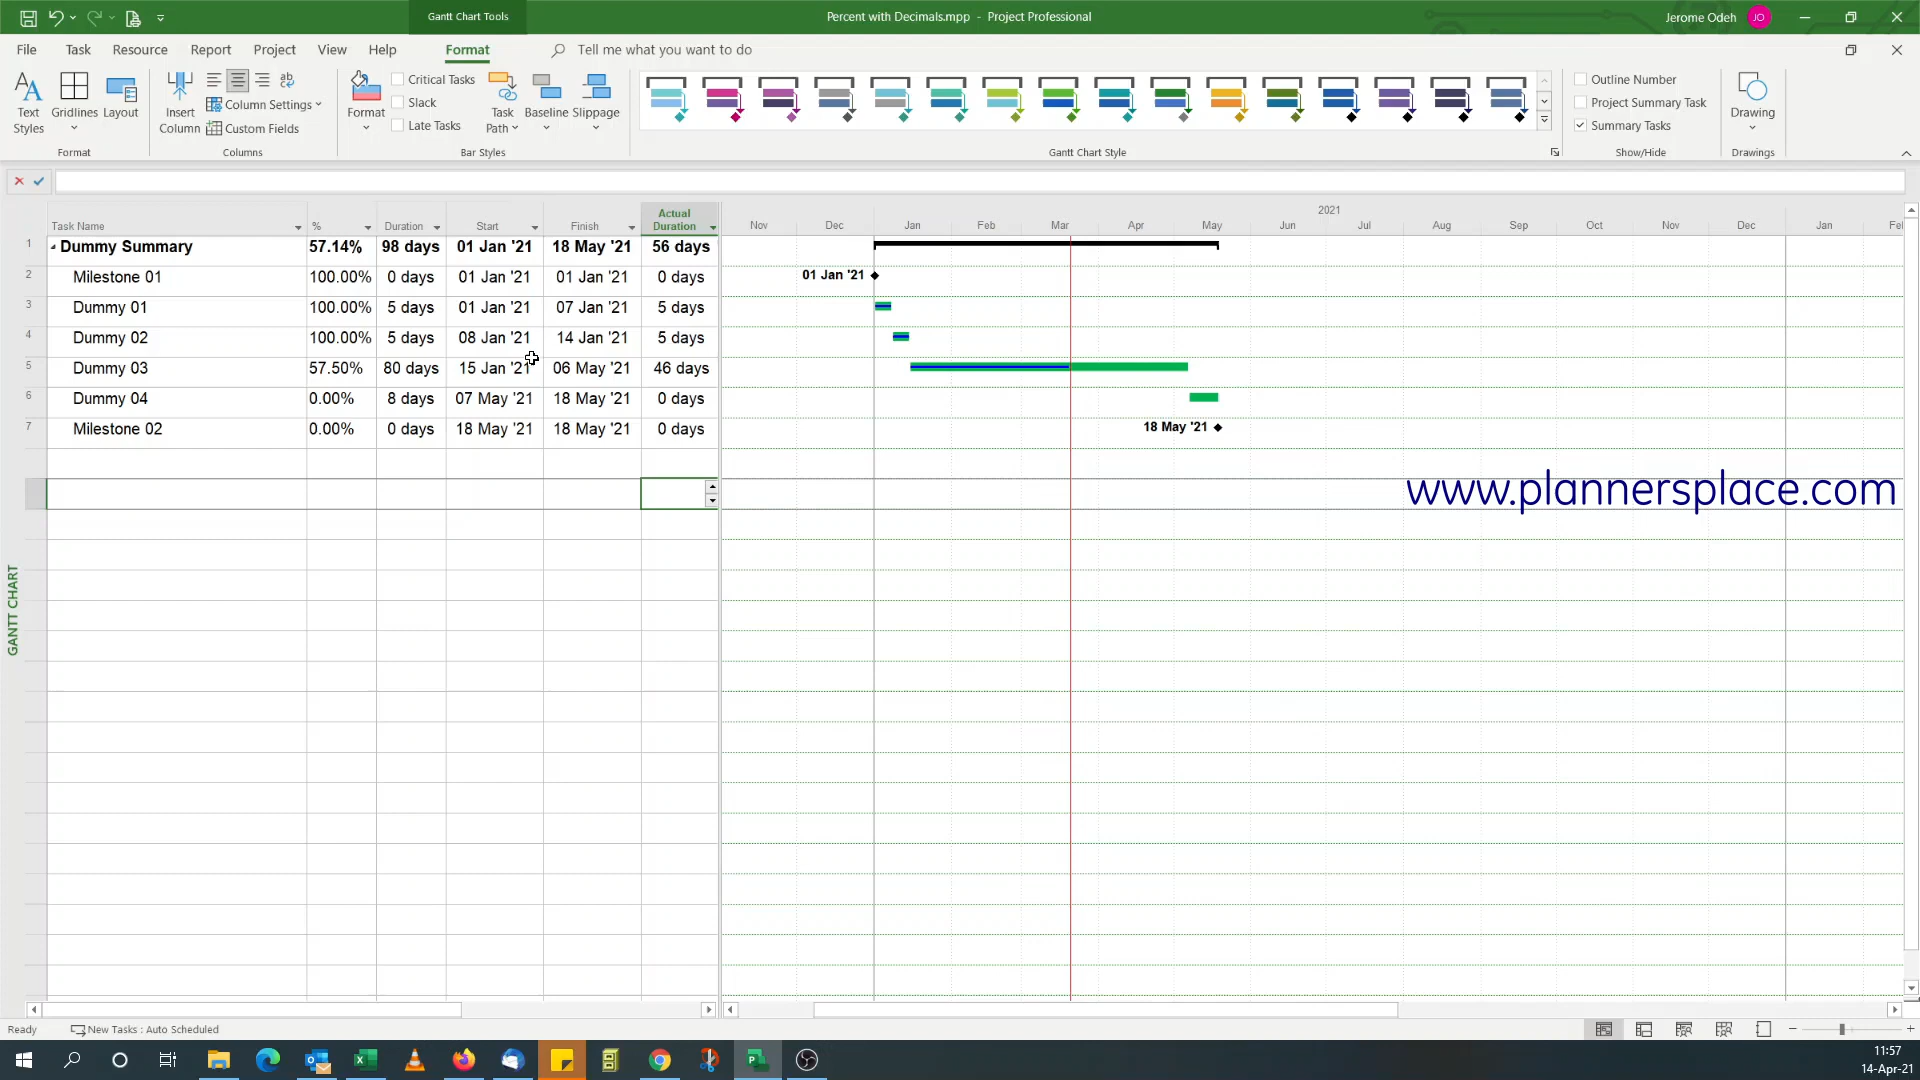 Gantt Chart Tools
Percent with Decimals.mpp - Project Professional
Jerome Odeh JO
File Task Resource Report Project View Help Format Tell me what you want to do
Text Styles
Gridlines
Layout
Format
Insert Column
Column Settings
Custom Fields
Columns
Format
Critical Tasks
Slack
Late Tasks
Task Path
Baseline
Slippage
Bar Styles
Gantt Chart Style
Outline Number
Project Summary Task
Summary Tasks
Show/Hide
Drawing
Drawings
Task Name % Duration Start Finish Actual Duration
1 Dummy Summary 57.14% 98 days 01 Jan '21 18 May '21 56 days
2 Milestone 01 100.00% 0 days 01 Jan '21 01 Jan '21 0 days
3 Dummy 01 100.00% 5 days 01 Jan '21 07 Jan '21 5 days
4 Dummy 02 100.00% 5 days 08 Jan '21 14 Jan '21 5 days
5 Dummy 03 57.50% 80 days 15 Jan '21 06 May '21 46 days
6 Dummy 04 0.00% 8 days 07 May '21 18 May '21 0 days
7 Milestone 02 0.00% 0 days 18 May '21 18 May '21 0 days
2021
Nov Dec Jan Feb Mar Apr May Jun Jul Aug Sep Oct Nov Dec Jan Fe
01 Jan '21
18 May '21
www.plannersplace.com
GANTT CHART
Ready New Tasks : Auto Scheduled
11:57
14-Apr-21